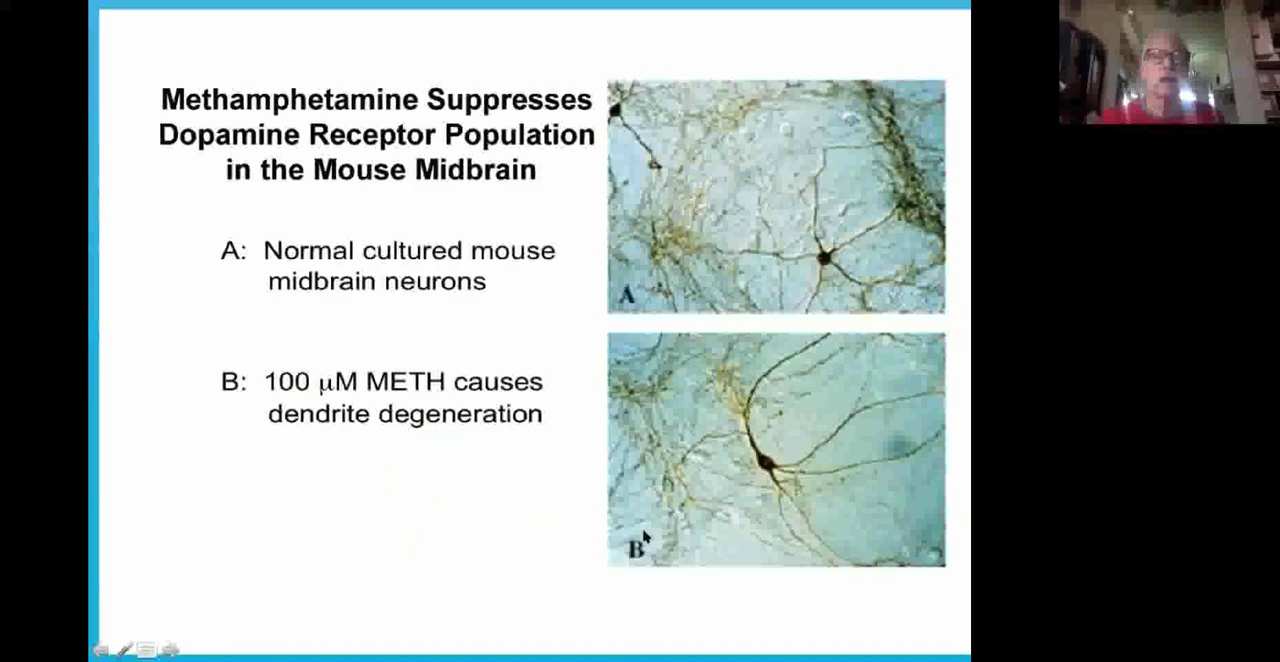 Methamphetamine Suppresses
Dopamine Receptor Population
in the Mouse Midbrain
A: Normal cultured mouse
midbrain neurons
B: 100 μM METH causes
dendrite degeneration
A
B